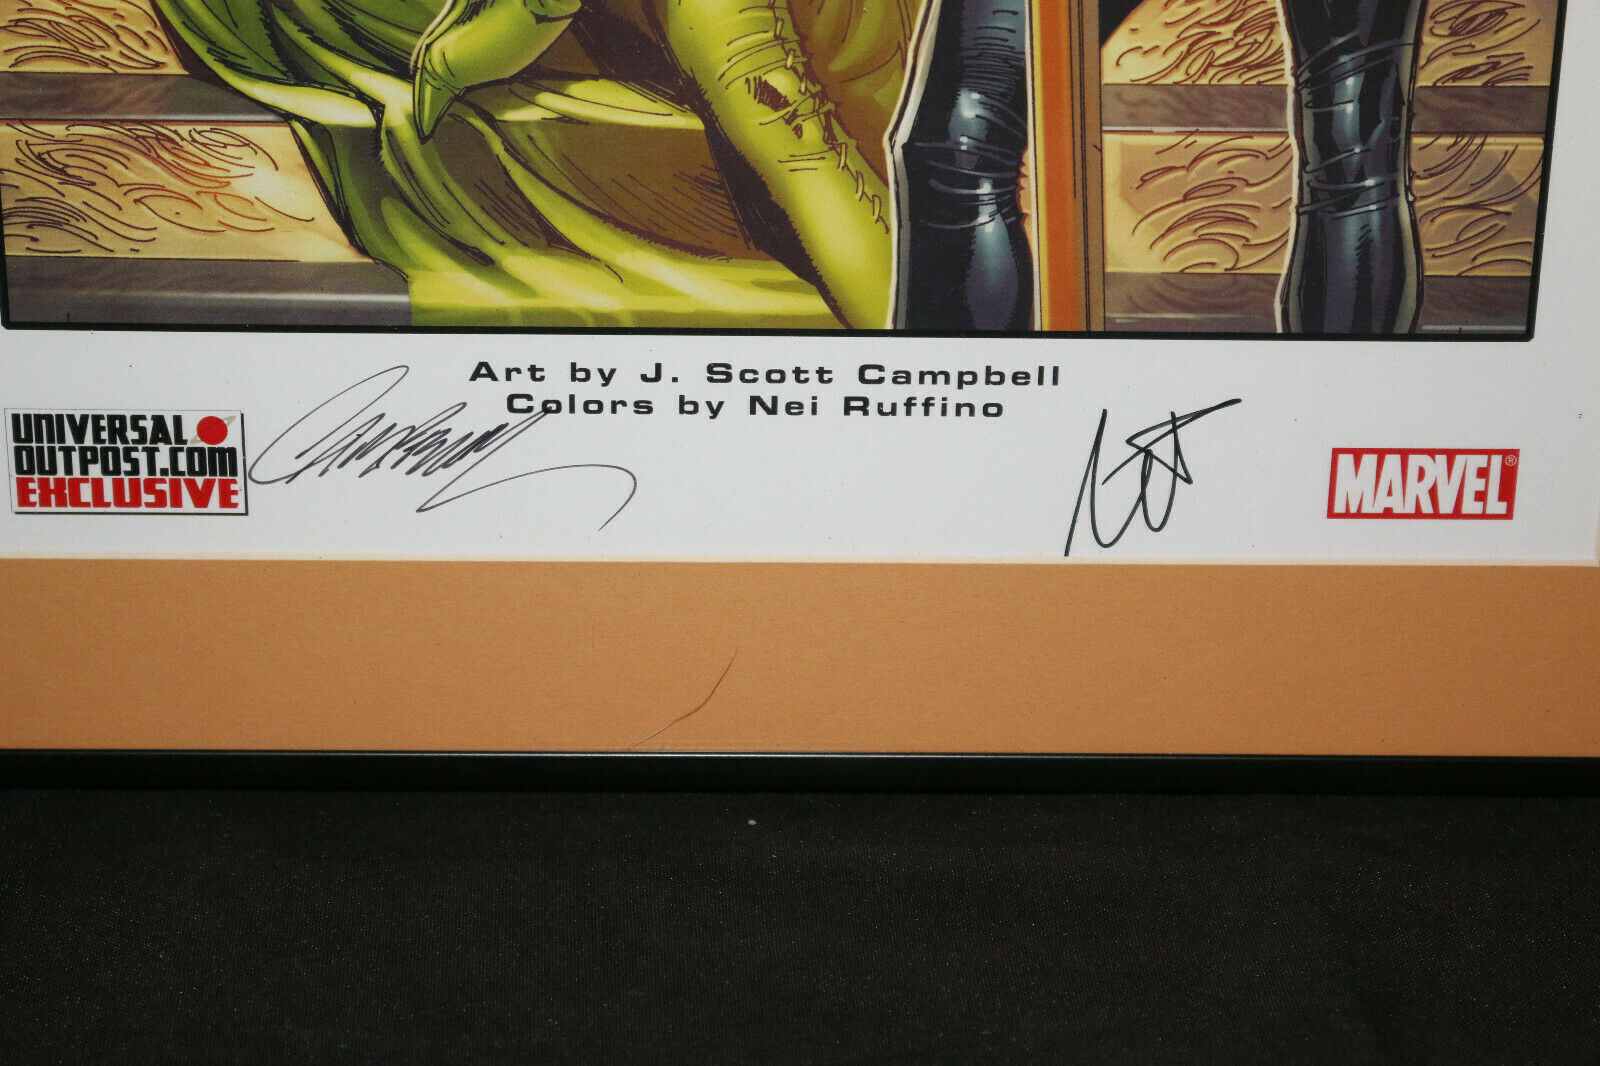 Art by J. Scott Campbell
Colors by Nei Ruffino
UNIVERSAL
OUTPOST.COM
EXCLUSIVE
MARVEL®